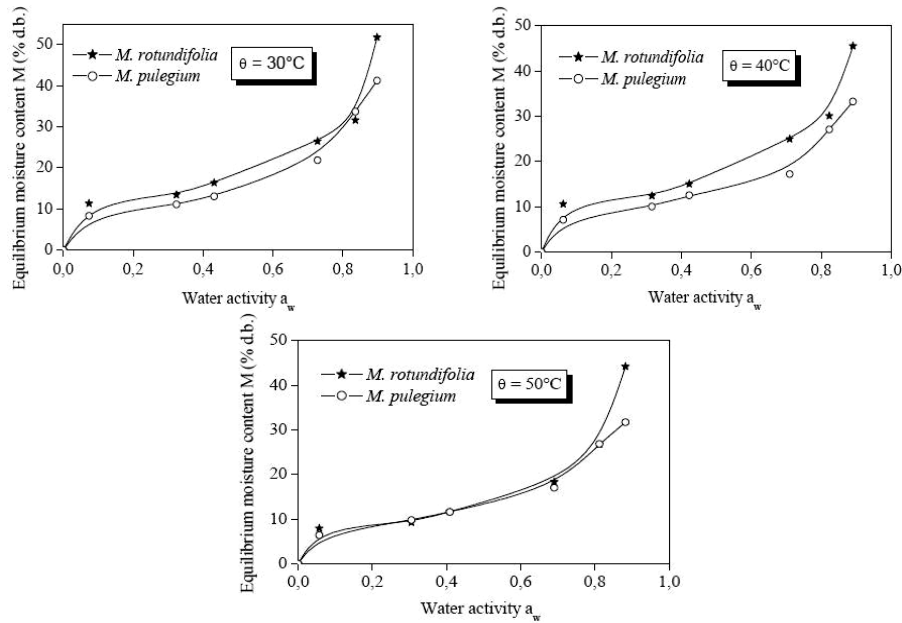 Equilibrium moisture content M (% d.b.)
50
40
30
20
10
0
M. rotundifolia
M. pulegium
θ = 30°C
0,0 0,2 0,4 0,6 0,8 1,0
Water activity a_w
Equilibrium moisture content M (% d.b.)
50
40
30
20
10
0
M. rotundifolia
M. pulegium
θ = 40°C
0,0 0,2 0,4 0,6 0,8 1,0
Water activity a_w
Equilibrium moisture content M (% d.b.)
50
40
30
20
10
0
M. rotundifolia
M. pulegium
θ = 50°C
0,0 0,2 0,4 0,6 0,8 1,0
Water activity a_w